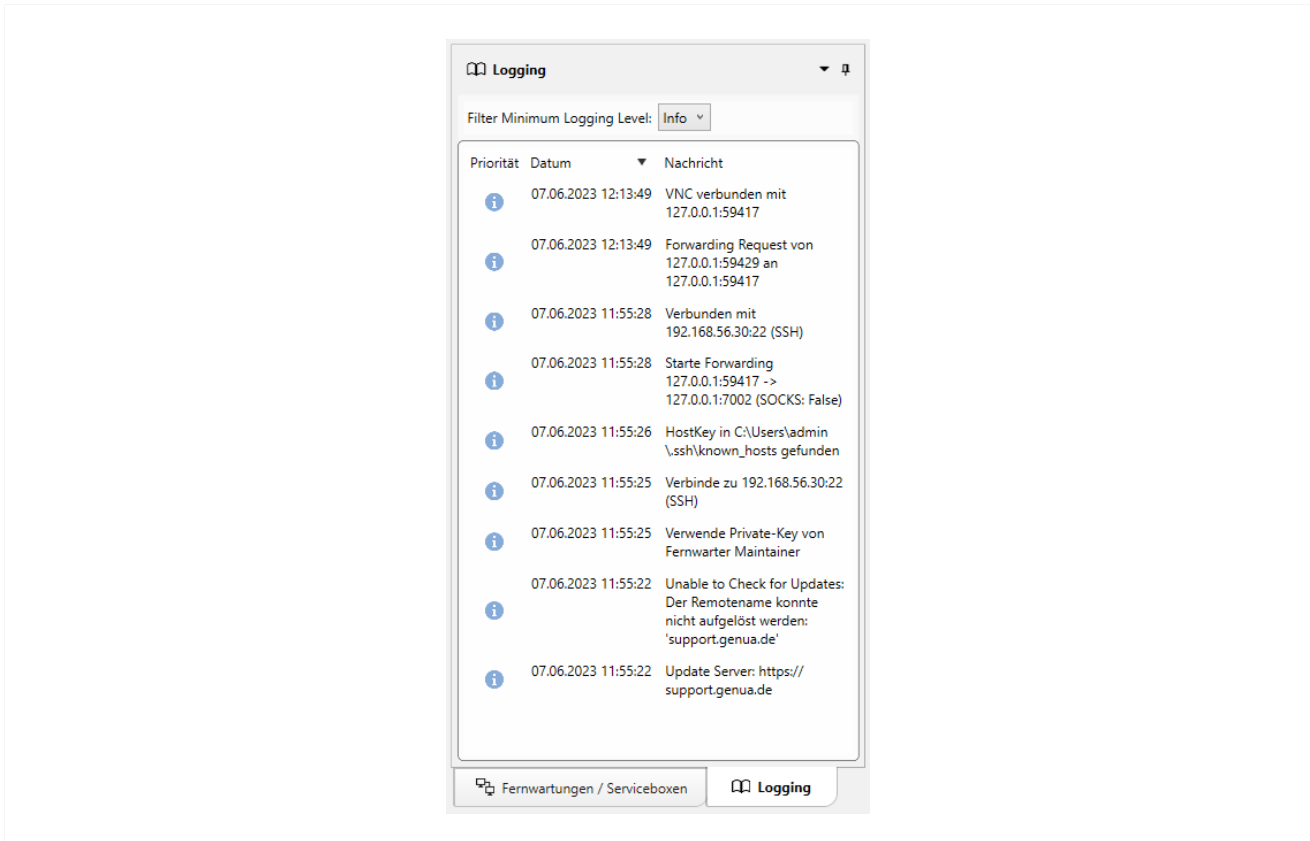 Logging
Filter Minimum Logging Level: Info
Priorität Datum Nachricht
07.06.2023 12:13:49 VNC verbunden mit
127.0.0.1:59417
07.06.2023 12:13:49 Forwarding Request von
127.0.0.1:59429 an
127.0.0.1:59417
07.06.2023 11:55:28 Verbunden mit
192.168.56.30:22 (SSH)
07.06.2023 11:55:28 Starte Forwarding
127.0.0.1:59417 ->
127.0.0.1:7002 (SOCKS: False)
07.06.2023 11:55:26 HostKey in C:\Users\admin
\.ssh\known_hosts gefunden
07.06.2023 11:55:25 Verbinde zu 192.168.56.30:22
(SSH)
07.06.2023 11:55:25 Verwende Private-Key von
Fernwarter Maintainer
07.06.2023 11:55:22 Unable to Check for Updates:
Der Remotename konnte
nicht aufgelöst werden:
'support.genua.de'
07.06.2023 11:55:22 Update Server: https://
support.genua.de
Fernwartungen / Serviceboxen Logging